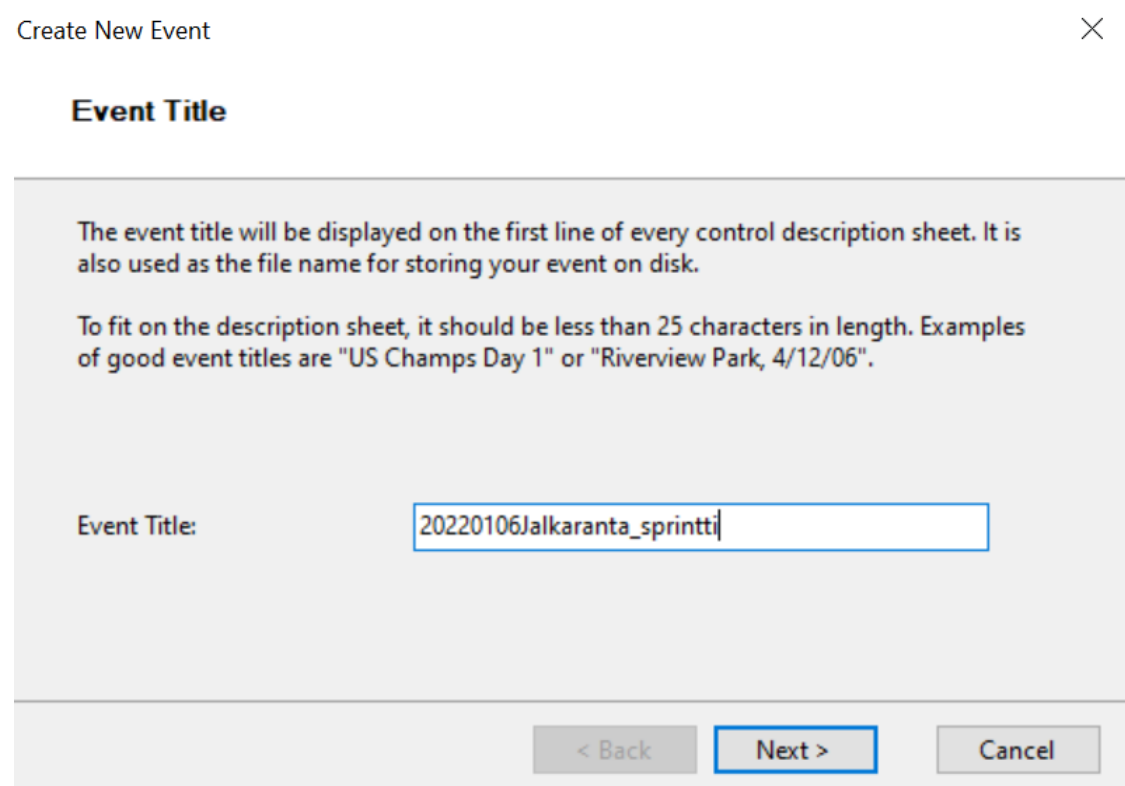 Create New Event
Event Title
The event title will be displayed on the first line of every control description sheet. It is
also used as the file name for storing your event on disk.
To fit on the description sheet, it should be less than 25 characters in length. Examples
of good event titles are "US Champs Day 1" or "Riverview Park, 4/12/06".
Event Title: 20220106Jalkaranta_sprintti
< Back Next > Cancel